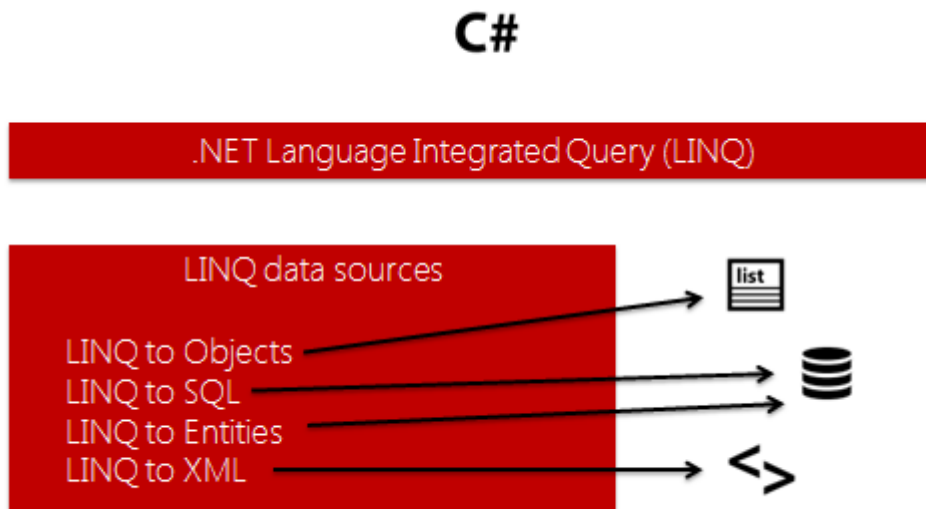 C#
.NET Language Integrated Query (LINQ)
LINQ data sources
list
LINQ to Objects
LINQ to SQL
LINQ to Entities
LINQ to XML
<>